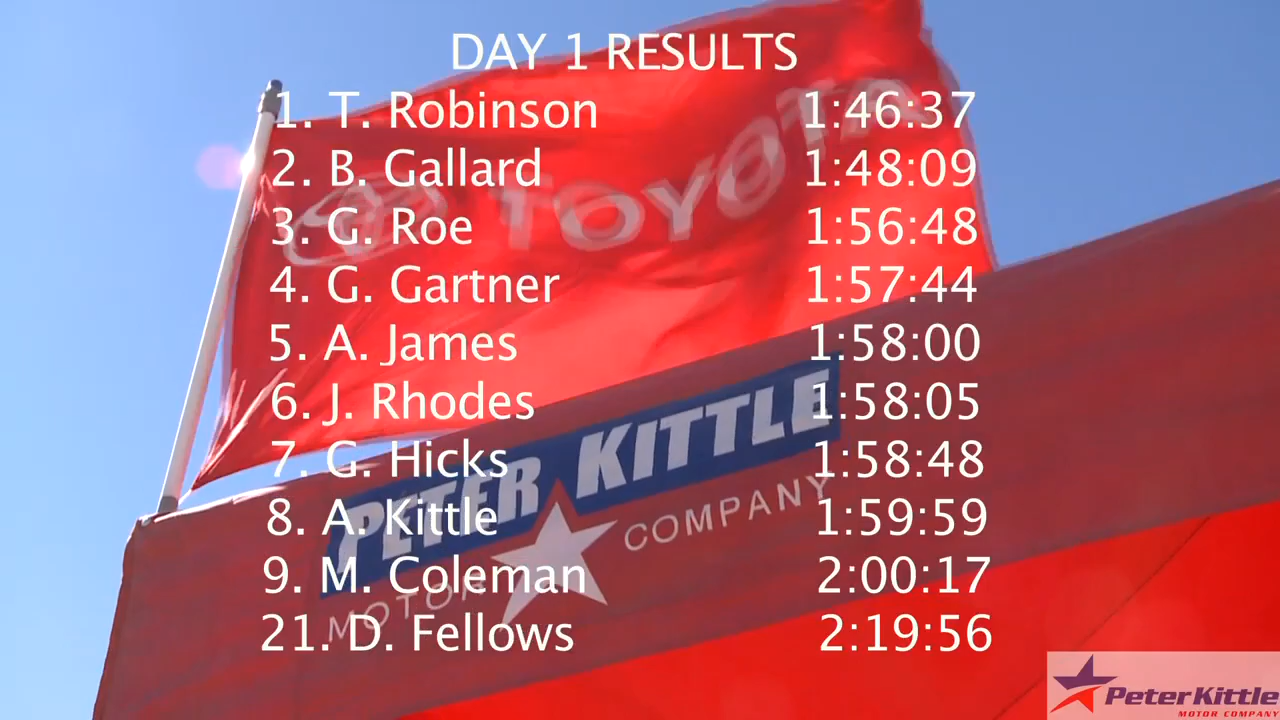 DAY 1 RESULTS
1. T. Robinson 1:46:37
2. B. Gallard 1:48:09
3. G. Roe 1:56:48
4. G. Gartner 1:57:44
5. A. James 1:58:00
6. J. Rhodes 1:58:05
7. G. Hicks 1:58:48
8. A. Kittle 1:59:59
9. M. Coleman 2:00:17
21. D. Fellows 2:19:56
TOYOTA
PETER KITTLE
MOTOR COMPANY
Peter Kittle
MOTOR COMPANY